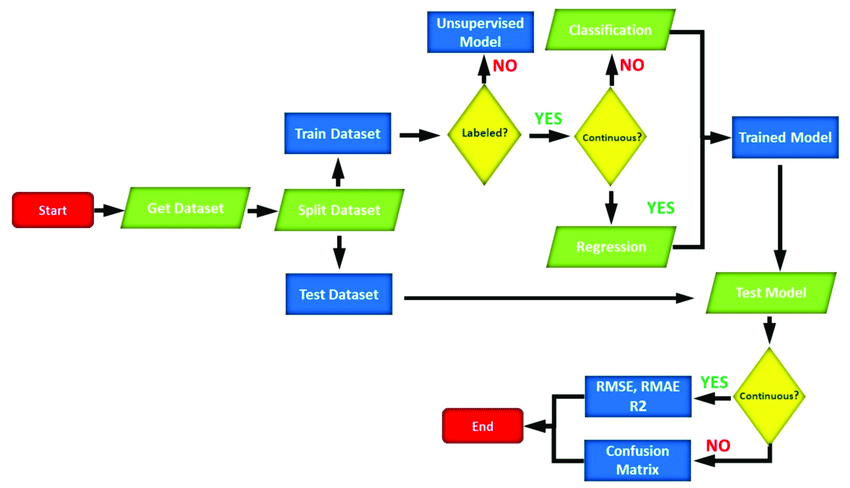 Unsupervised
Model
Classification
NO
NO
Train Dataset
Labeled?
YES
Continuous?
Trained Model
Start
Get Dataset
Split Dataset
YES
Regression
Test Dataset
Test Model
RMSE, RMAE
R2
YES
Continuous?
End
Confusion
Matrix
NO